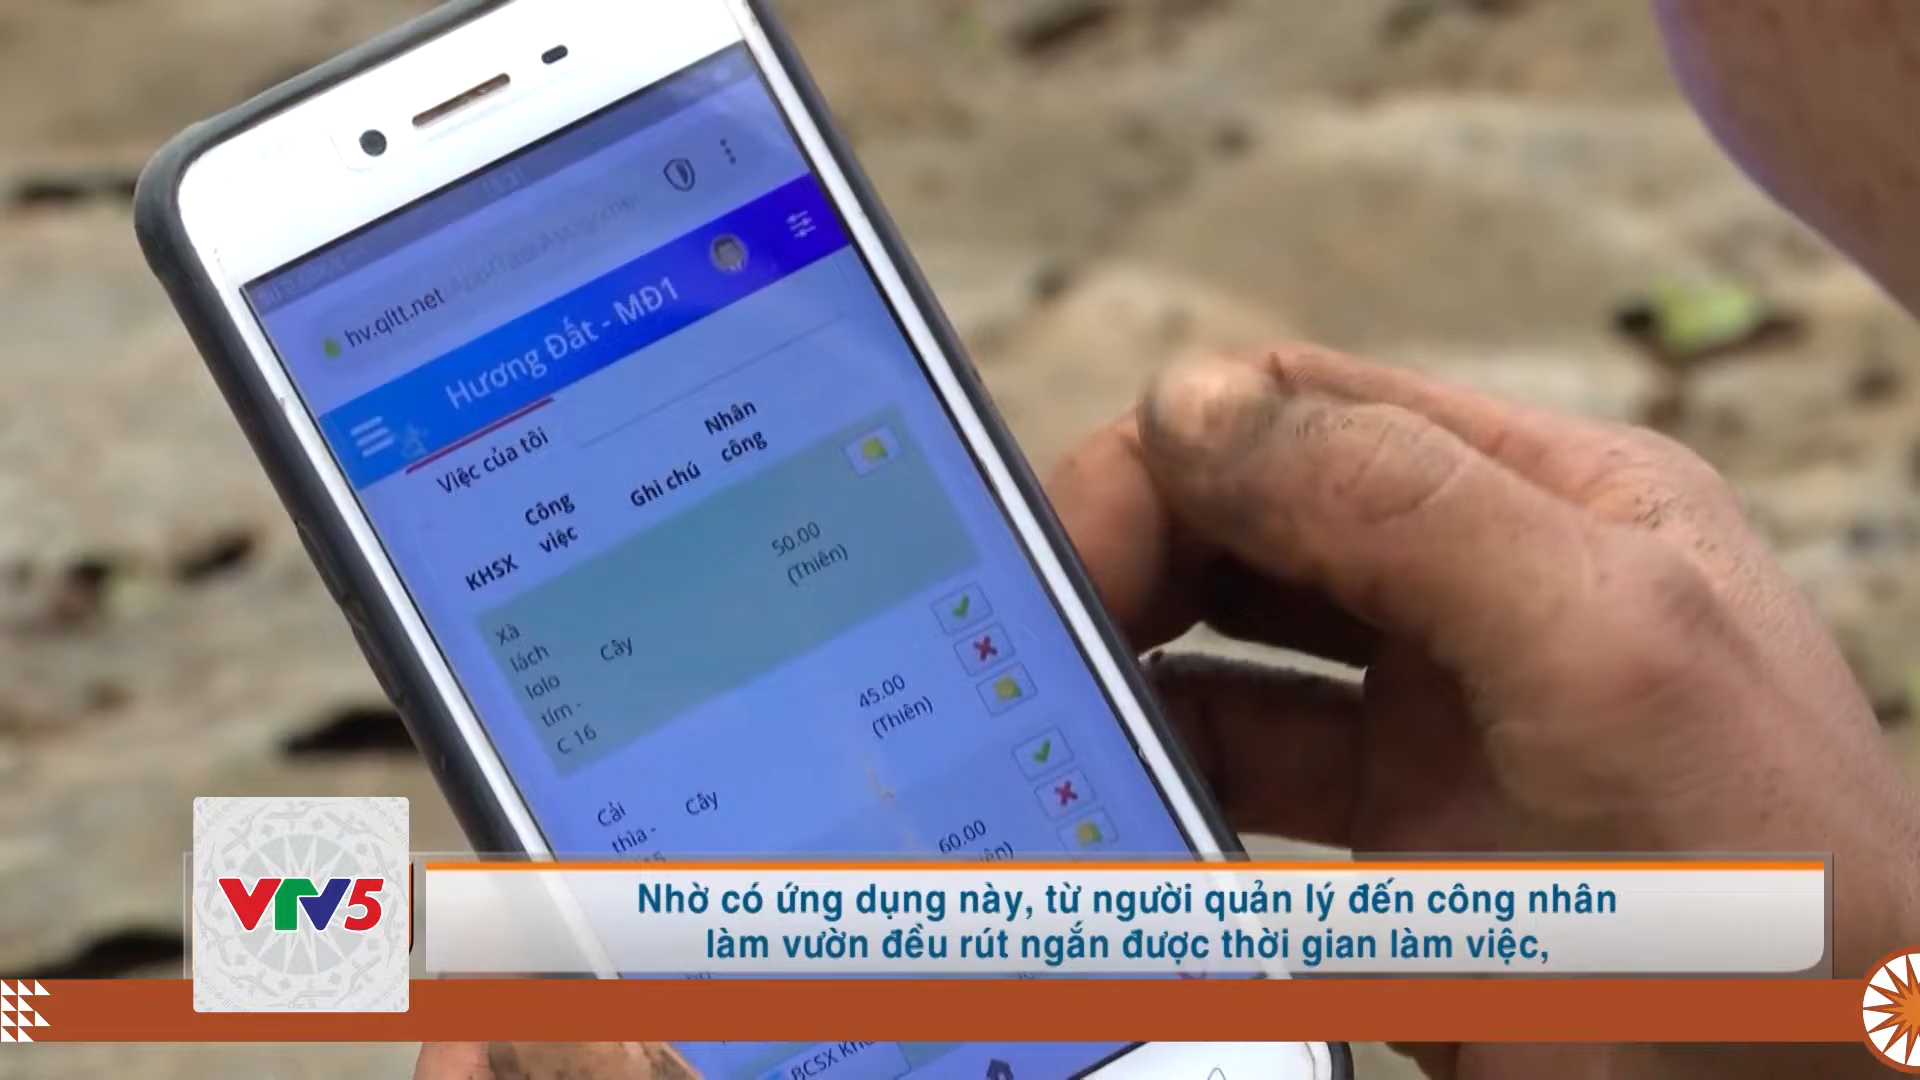 hv.qltt.net
Hương Đất - MĐ1
Việc của tôi
KHSX
Công
việc
Ghi chú
Nhân
công
xà
lách
lolo
tím -
C 16
Cây
50.00
(Thiên)
Cải
thìa -
Cây
45.00
(Thiên)
60.00
BCSX
VTV5
Nhờ có ứng dụng này, từ người quản lý đến công nhân
làm vườn đều rút ngắn được thời gian làm việc,